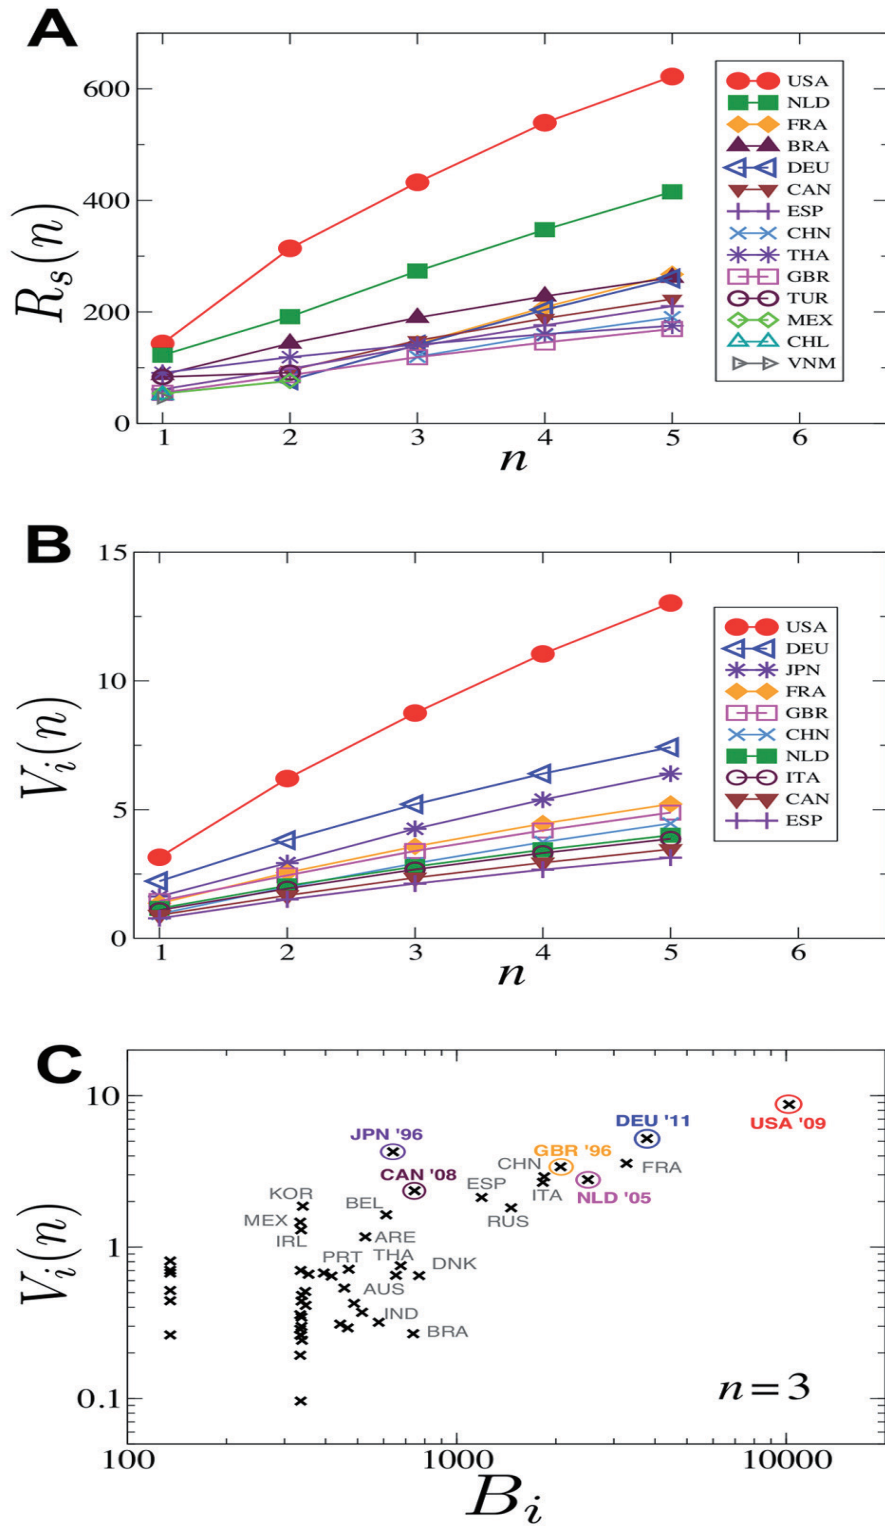 A
600
400
200
0
R_s(n)
1 2 3 4 5 6
n
USA
NLD
FRA
BRA
DEU
CAN
ESP
CHN
THA
GBR
TUR
MEX
CHL
VNM
B
15
10
5
0
V_i(n)
1 2 3 4 5 6
n
USA
DEU
JPN
FRA
GBR
CHN
NLD
ITA
CAN
ESP
C
10
1
0.1
V_i(n)
USA '09
DEU '11
JPN '96
GBR '96
CHN
FRA
CAN '08
ESP
ITA
NLD '05
KOR
BEL
RUS
MEX
IRL
ARE
PRT
THA
DNK
AUS
IND
BRA
n=3
100 1000 10000
B_i